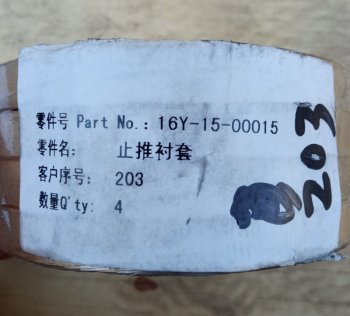 零件号 Part No.: 16Y-15-00015
零件名: 止推衬套
客户序号: 203
数量Q'ty: 4
203